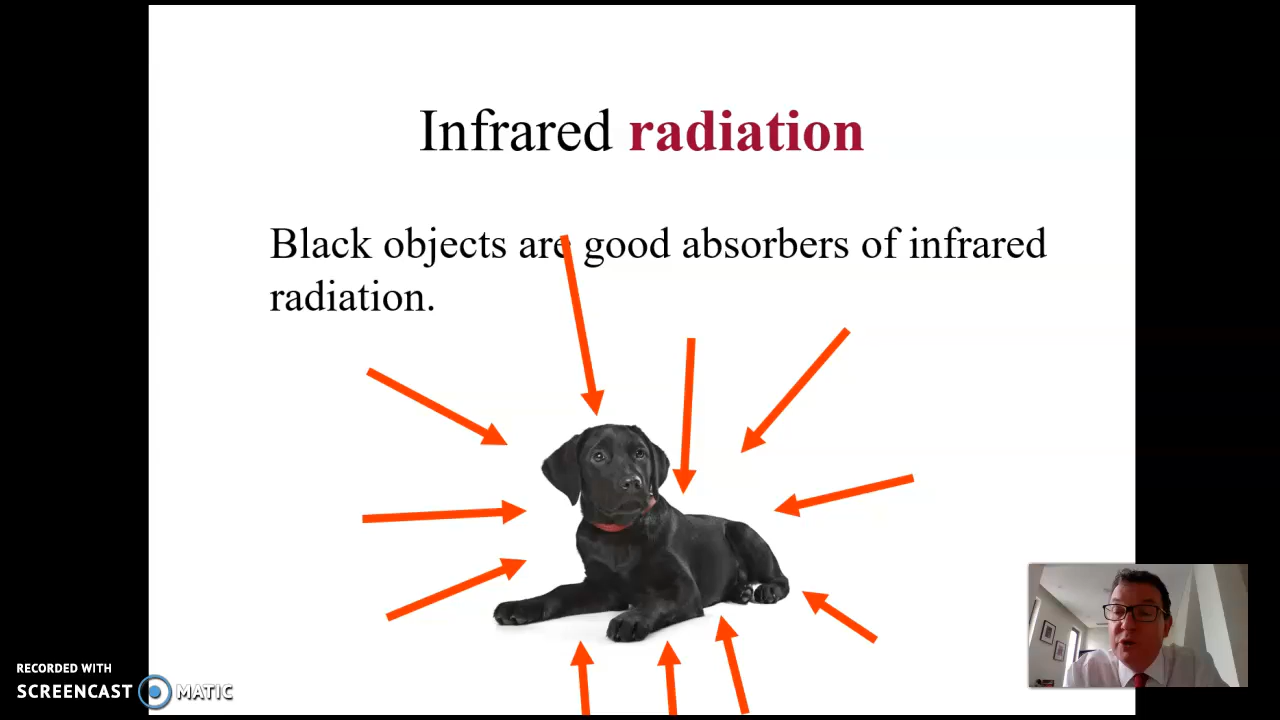 Infrared radiation
Black objects are good absorbers of infrared
radiation.
RECORDED WITH
SCREENCAST MATIC